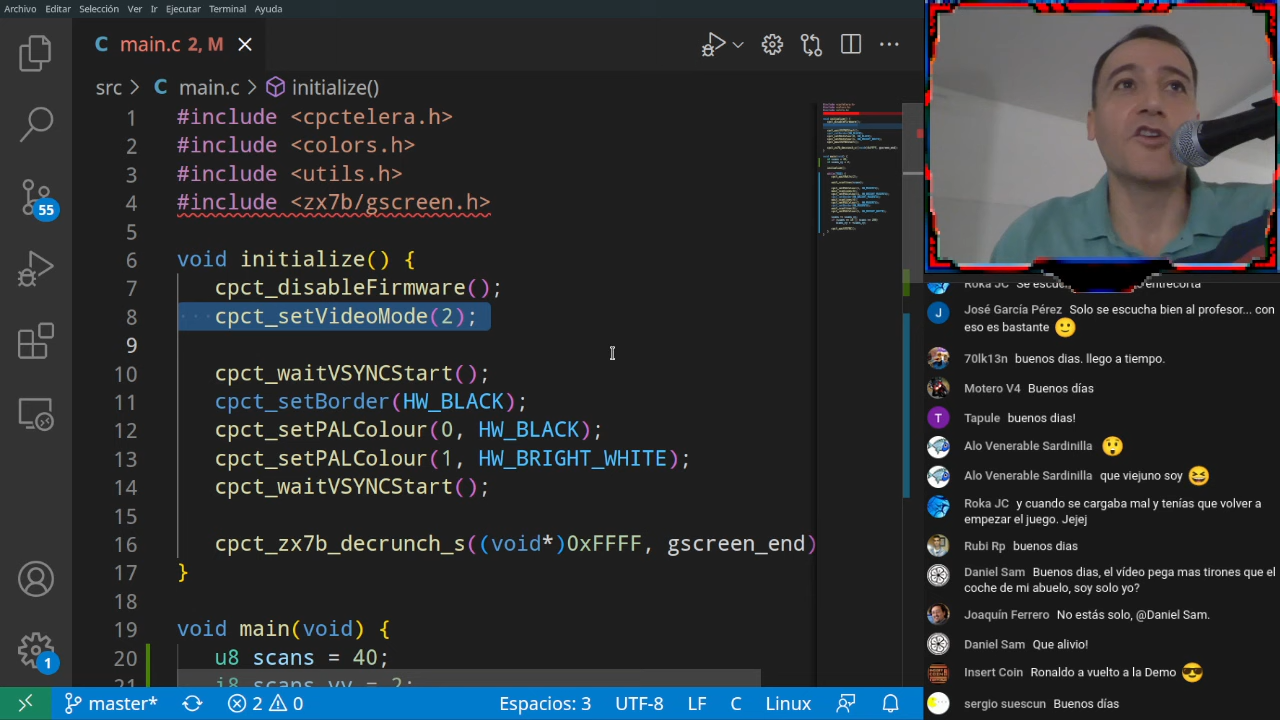 Archivo Editar Selección Ver Ir Ejecutar Terminal Ayuda
main.c 2, M
src > main.c > initialize()
1 #include <cpctelera.h>
2 #include <colors.h>
3 #include <utils.h>
4 #include <zx7b/gscreen.h>
5
6 void initialize() {
7 cpct_disableFirmware();
8 cpct_setVideoMode(2);
9
10 cpct_waitVSYNCStart();
11 cpct_setBorder(HW_BLACK);
12 cpct_setPALColour(0, HW_BLACK);
13 cpct_setPALColour(1, HW_BRIGHT_WHITE);
14 cpct_waitVSYNCStart();
15
16 cpct_zx7b_decrunch_s((void*)0xFFFF, gscreen_end)
17 }
18
19 void main(void) {
20 u8 scans = 40;
21 i8 scans_vy = 2;
55
1
master*
2 0
Espacios: 3 UTF-8 LF C Linux
Roka JC Se escucha entrecorta
José García Pérez Solo se escucha bien al profesor... con
eso es bastante 🙂
70lk13n buenos dias. llego a tiempo.
Motero V4 Buenos días
Tapule buenos dias!
Alo Venerable Sardinilla 😲
Alo Venerable Sardinilla que viejuno soy 😆
Roka JC y cuando se cargaba mal y tenías que volver a
empezar el juego. Jejej
Rubi Rp buenos dias
Daniel Sam Buenos dias, el vídeo pega mas tirones que el
coche de mi abuelo, soy solo yo?
Joaquín Ferrero No estás solo, @Daniel Sam.
Daniel Sam Que alivio!
Insert Coin Ronaldo a vuelto a la Demo 😎
sergio suescun Buenos días